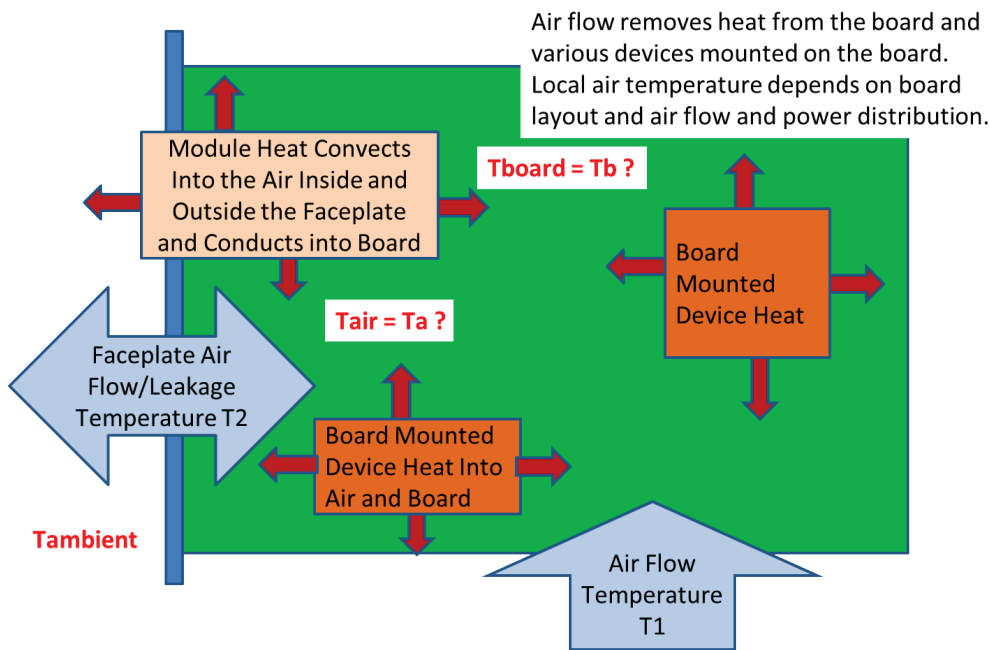 Air flow removes heat from the board and
various devices mounted on the board.
Local air temperature depends on board
layout and air flow and power distribution.
Module Heat Convects
Into the Air Inside and
Outside the Faceplate
and Conducts into Board
Tboard = Tb ?
Board
Mounted
Device Heat
Tair = Ta ?
Faceplate Air
Flow/Leakage
Temperature T2
Board Mounted
Device Heat Into
Air and Board
Tambient
Air Flow
Temperature
T1